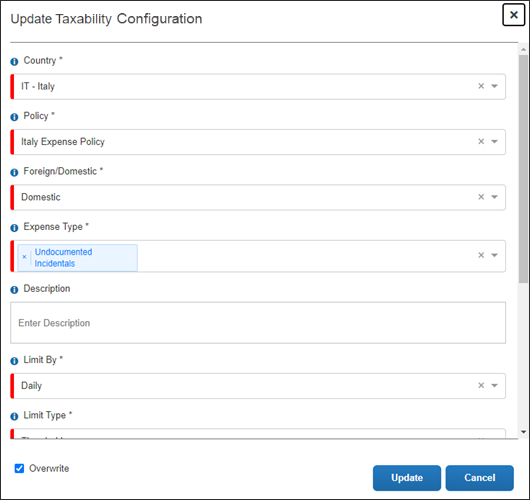 Update Taxability Configuration
Country *
IT - Italy
Policy *
Italy Expense Policy
Foreign/Domestic *
Domestic
Expense Type *
Undocumented
Incidentals
Description
Enter Description
Limit By *
Daily
Limit Type *
Overwrite
Update
Cancel